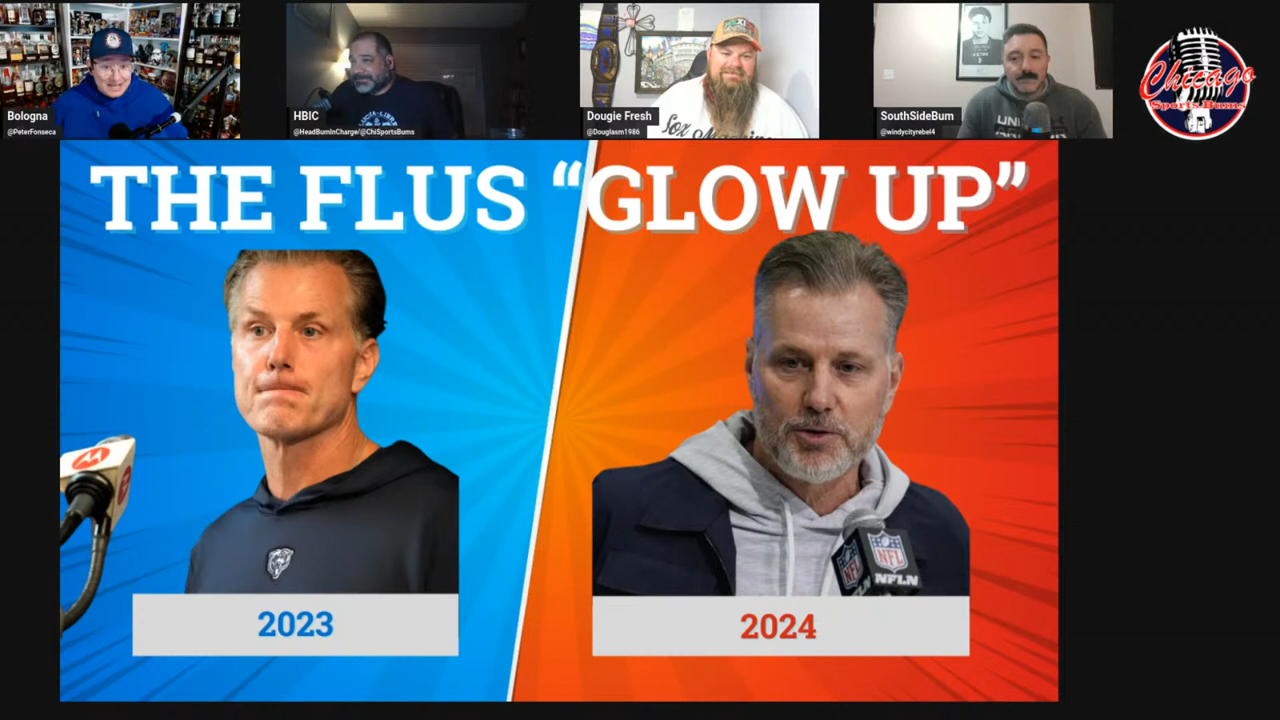 Bologna
@PeterFonseca
HBIC
@HeadBumInCharge/@ChiSportsBums
Dougie Fresh
@Douglasm1986
SouthSideBum
@windycityrebel4
Chicago
Sports Bums
THE FLUS “GLOW UP”
2023
2024
NFL
NFLN